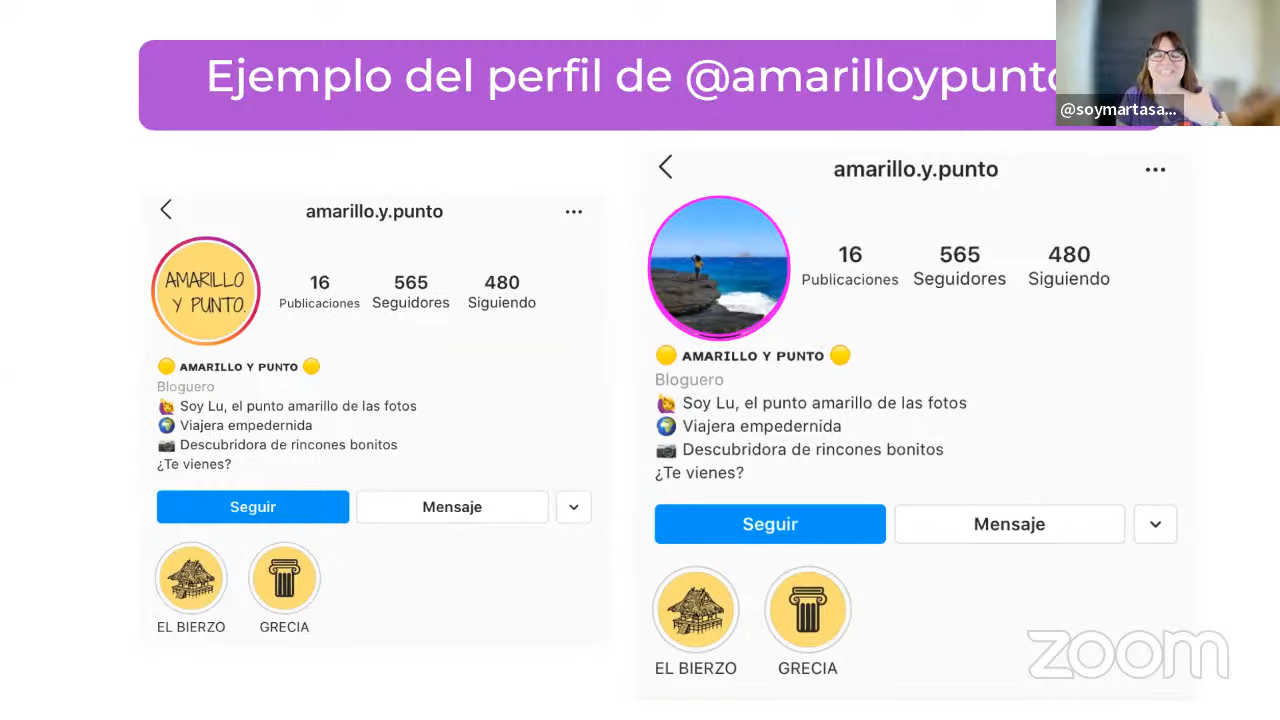 Ejemplo del perfil de @amarilloypunto
@soymartasa...
amarillo.y.punto
...
AMARILLO
Y PUNTO.
16
565
480
Publicaciones
Seguidores
Siguiendo
🟡 AMARILLO Y PUNTO 🟡
Bloguero
🙋 Soy Lu, el punto amarillo de las fotos
🌍 Viajera empedernida
📷 Descubridora de rincones bonitos
¿Te vienes?
Seguir
Mensaje
EL BIERZO
GRECIA
amarillo.y.punto
...
16
565
480
Publicaciones
Seguidores
Siguiendo
🟡 AMARILLO Y PUNTO 🟡
Bloguero
🙋 Soy Lu, el punto amarillo de las fotos
🌍 Viajera empedernida
📷 Descubridora de rincones bonitos
¿Te vienes?
Seguir
Mensaje
EL BIERZO
GRECIA
zoom